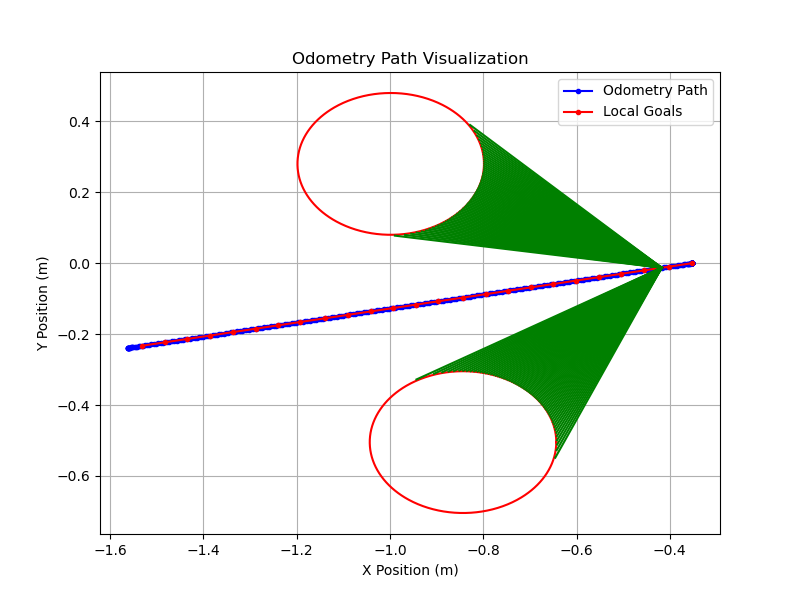 Odometry Path Visualization
Odometry Path
Local Goals
0.4
0.2
0.0
−0.2
−0.4
−0.6
Y Position (m)
−1.6 −1.4 −1.2 −1.0 −0.8 −0.6 −0.4
X Position (m)